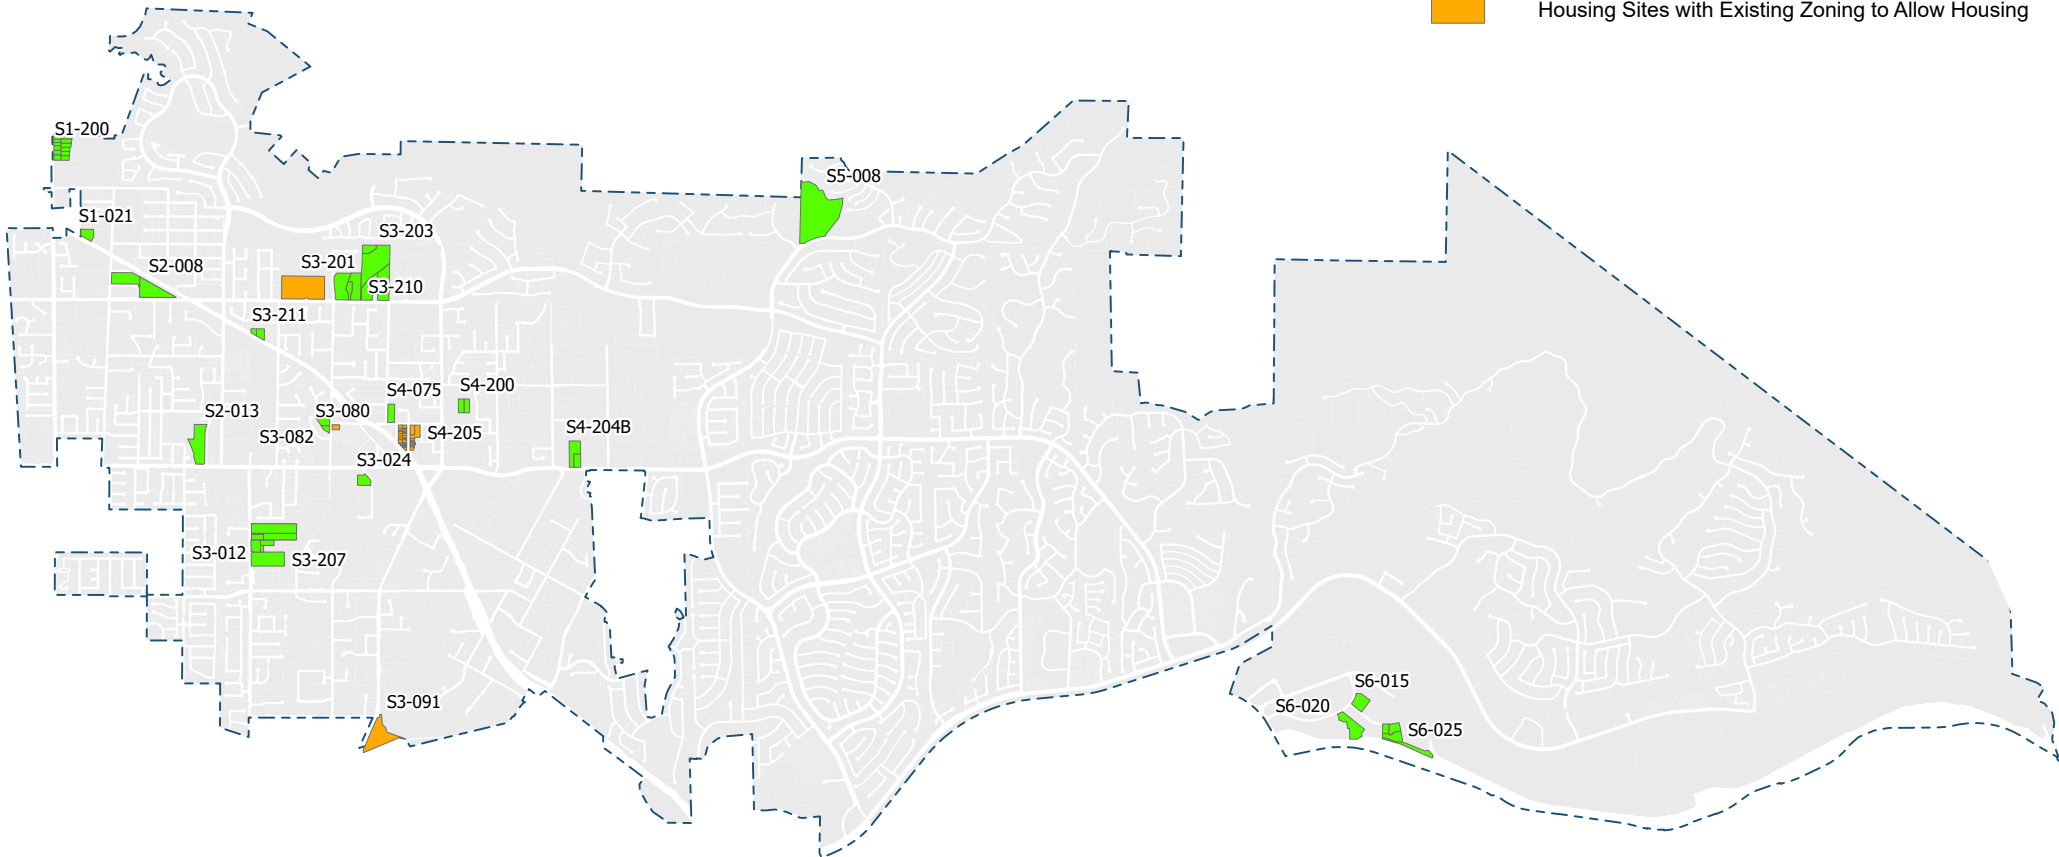 Housing Sites with Existing Zoning to Allow Housing
S1-200
S5-008
S1-021
S3-203
S2-008
S3-201
S3-210
S3-211
S4-075
S4-200
S2-013
S3-080
S3-082
S4-205
S4-204B
S3-024
S3-012
S3-207
S6-015
S3-091
S6-020
S6-025